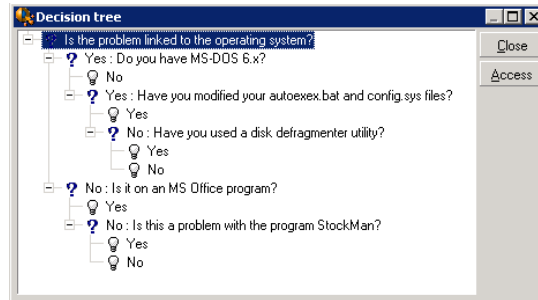 Decision tree
Is the problem linked to the operating system?
Close
Yes : Do you have MS-DOS 6.x?
No
Access
Yes : Have you modified your autoexex.bat and config.sys files?
Yes
No : Have you used a disk defragmenter utility?
Yes
No
No : Is it on an MS Office program?
Yes
No : Is this a problem with the program StockMan?
Yes
No